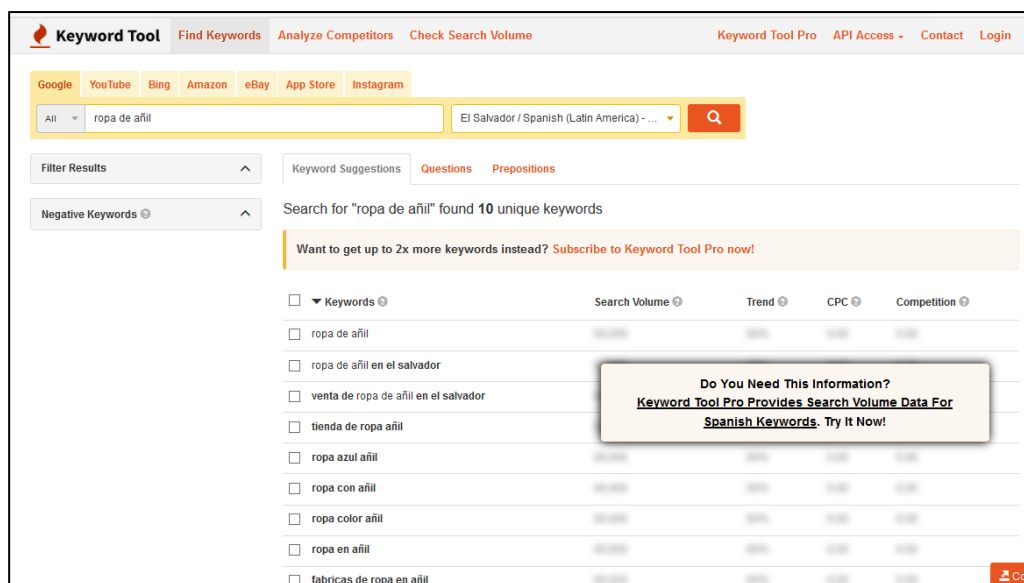 Keyword Tool Find Keywords Analyze Competitors Check Search Volume Keyword Tool Pro API Access Contact Login
Google YouTube Bing Amazon eBay App Store Instagram
All ropa de añil El Salvador / Spanish (Latin America) - ...
Filter Results
Negative Keywords
Keyword Suggestions Questions Prepositions
Search for "ropa de añil" found 10 unique keywords
Want to get up to 2x more keywords instead? Subscribe to Keyword Tool Pro now!
Keywords Search Volume Trend CPC Competition
ropa de añil
ropa de añil en el salvador
venta de ropa de añil en el salvador
tienda de ropa añil
ropa azul añil
ropa con añil
ropa color añil
ropa en añil
fabricas de ropa en añil
Do You Need This Information?
Keyword Tool Pro Provides Search Volume Data For
Spanish Keywords. Try It Now!